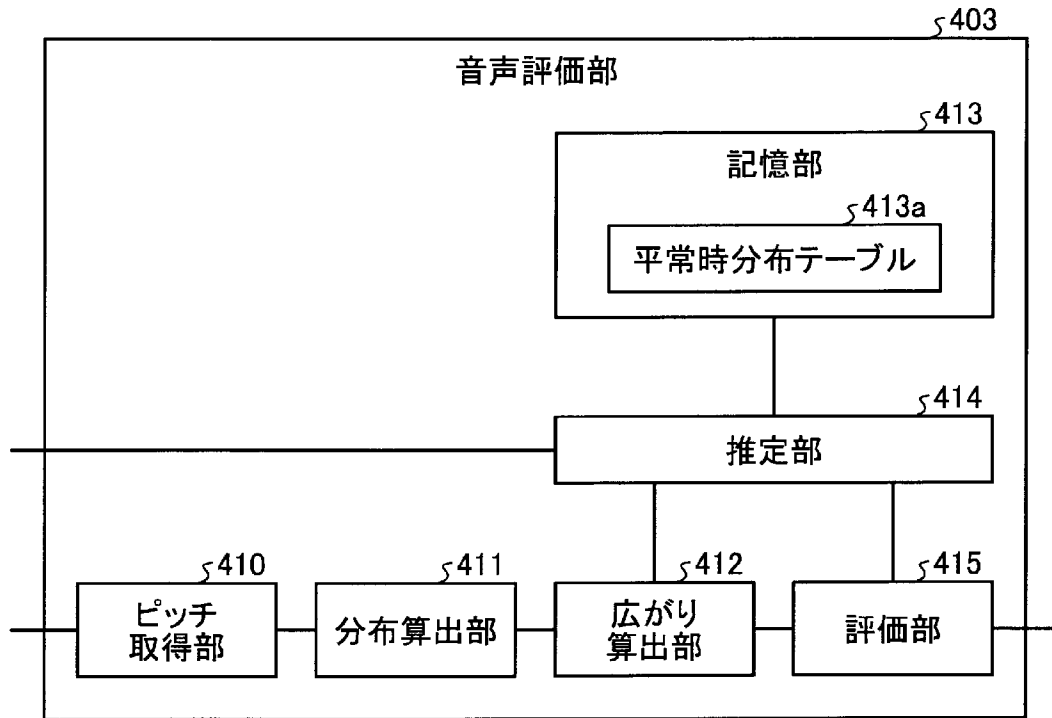 403
音声評価部
413
記憶部
413a
平常時分布テーブル
414
推定部
410
ピッチ
取得部
411
分布算出部
412
広がり
算出部
415
評価部